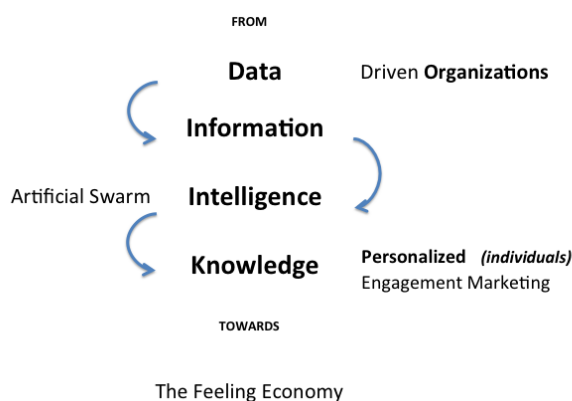 FROM
Data Driven Organizations
Information
Artificial Swarm Intelligence
Knowledge Personalized (individuals)
Engagement Marketing
TOWARDS
The Feeling Economy